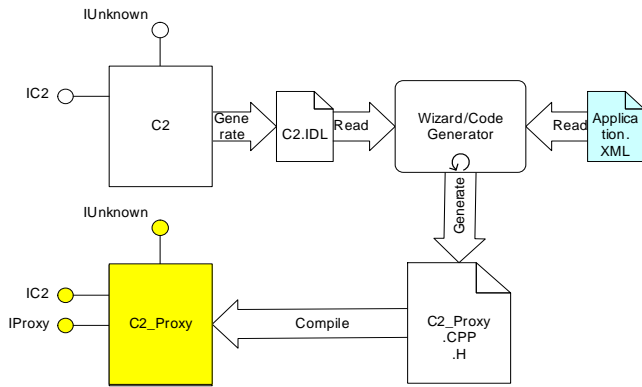 IUnknown
IC2
C2
Gene
rate
C2.IDL
Read
Wizard/Code
Generator
Read
Applica
tion.
XML
Generate
IUnknown
IC2
IProxy
C2_Proxy
Compile
C2_Proxy
.CPP
.H